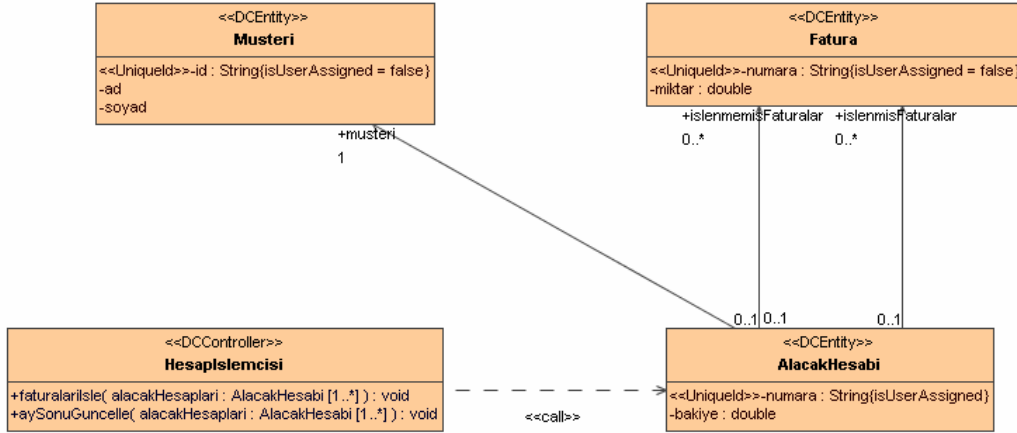 <<DCEntity>>
Musteri
<<UniqueId>>-id : String{isUserAssigned = false}
-ad
-soyad
<<DCEntity>>
Fatura
<<UniqueId>>-numara : String{isUserAssigned = false}
-miktar : double
+musteri
1
+islenmemisFaturalar
0..*
+islenmisFaturalar
0..*
0..1
0..1
0..1
<<DCController>>
HesapIslemcisi
+faturalariIsle( alacakHesaplari : AlacakHesabi [1..*] ) : void
+aySonuGuncelle( alacakHesaplari : AlacakHesabi [1..*] ) : void
<<call>>
<<DCEntity>>
AlacakHesabi
<<UniqueId>>-numara : String{isUserAssigned}
-bakiye : double